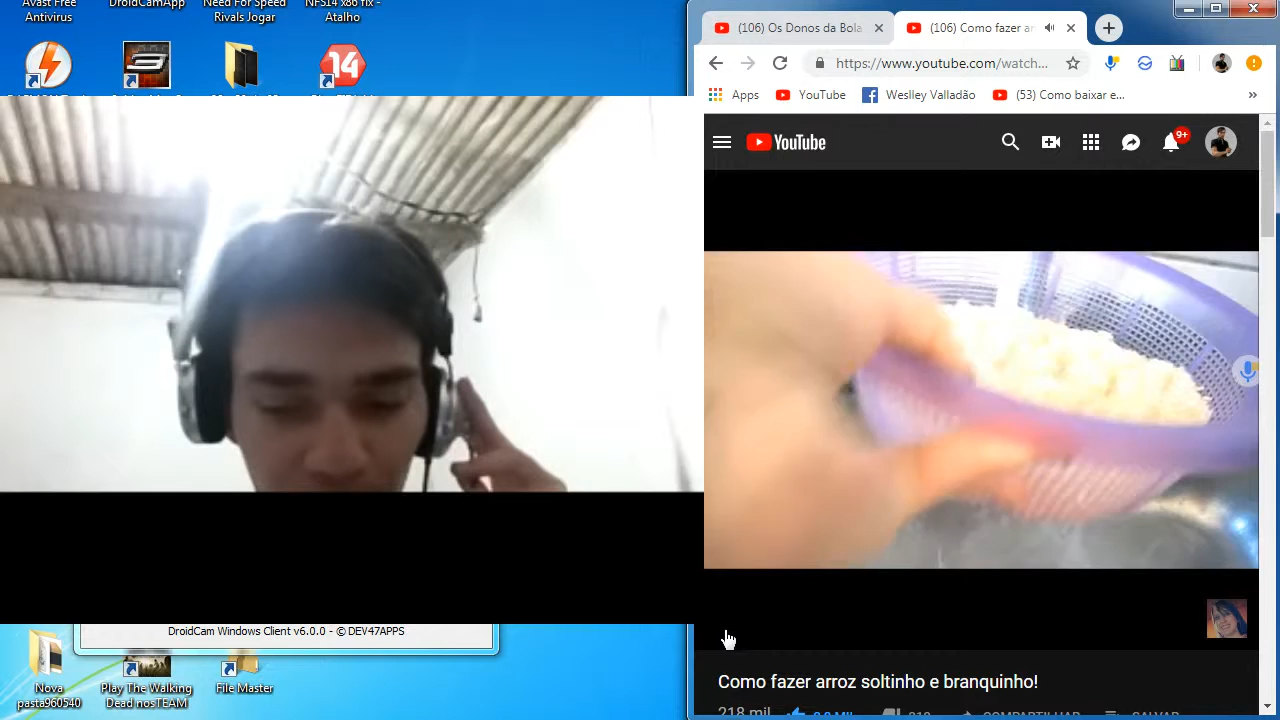 Avast Free
Antivirus
DroidCamApp
Need For Speed
Rivals Jogar
NFS14 x86 fix -
Atalho
14
(106) Os Donos da Bola
(106) Como fazer ar
https://www.youtube.com/watch...
Apps
YouTube
Weslley Valladão
(53) Como baixar e...
»
YouTube
9+
DroidCam Windows Client v6.0.0 - © DEV47APPS
Nova
pasta960540
Play The Walking
Dead nosTEAM
File Master
Como fazer arroz soltinho e branquinho!
218 mil
COMPARTILHAR
SALVAR